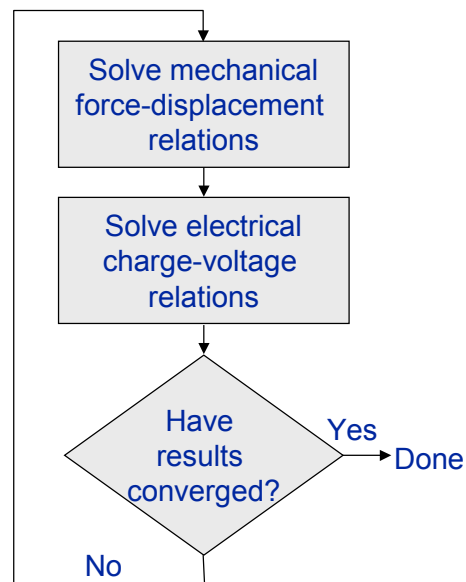 Solve mechanical
force-displacement
relations
Solve electrical
charge-voltage
relations
Have
results
converged?
Yes
Done
No